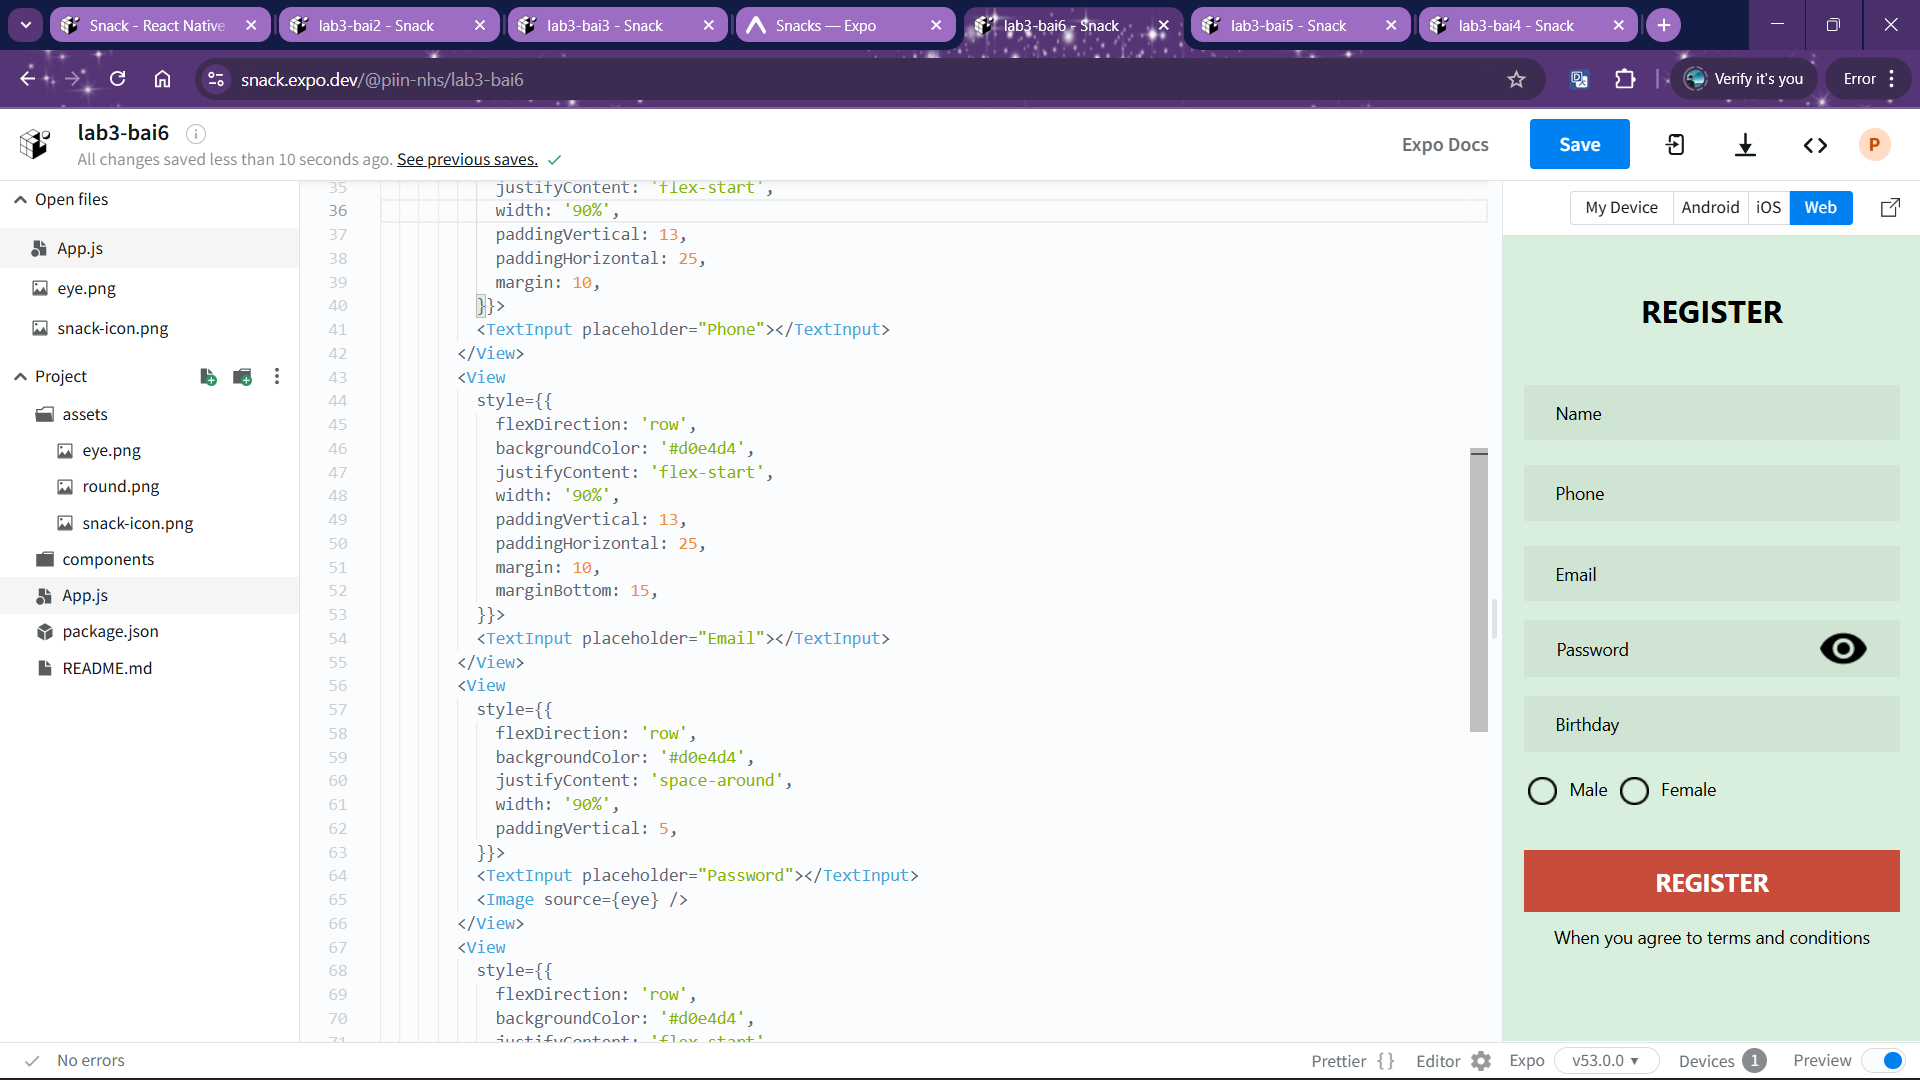 Snack - React Native
lab3-bai2 - Snack
lab3-bai3 - Snack
Snacks — Expo
lab3-bai6 - Snack
lab3-bai5 - Snack
lab3-bai4 - Snack
snack.expo.dev/@piin-nhs/lab3-bai6
Verify it's you
Error
lab3-bai6
All changes saved less than 10 seconds ago. See previous saves.
Expo Docs
Save
P
Open files
App.js
eye.png
snack-icon.png
Project
assets
eye.png
round.png
snack-icon.png
components
App.js
package.json
README.md
35 justifyContent: 'flex-start',
36 width: '90%',
37 paddingVertical: 13,
38 paddingHorizontal: 25,
39 margin: 10,
40 }}>
41 <TextInput placeholder="Phone"></TextInput>
42 </View>
43 <View
44 style={{
45 flexDirection: 'row',
46 backgroundColor: '#d0e4d4',
47 justifyContent: 'flex-start',
48 width: '90%',
49 paddingVertical: 13,
50 paddingHorizontal: 25,
51 margin: 10,
52 marginBottom: 15,
53 }}>
54 <TextInput placeholder="Email"></TextInput>
55 </View>
56 <View
57 style={{
58 flexDirection: 'row',
59 backgroundColor: '#d0e4d4',
60 justifyContent: 'space-around',
61 width: '90%',
62 paddingVertical: 5,
63 }}>
64 <TextInput placeholder="Password"></TextInput>
65 <Image source={eye} />
66 </View>
67 <View
68 style={{
69 flexDirection: 'row',
70 backgroundColor: '#d0e4d4',
71 justifyContent: 'flex-start'
My Device
Android
iOS
Web
REGISTER
Name
Phone
Email
Password
Birthday
Male
Female
REGISTER
When you agree to terms and conditions
No errors
Prettier { }
Editor
Expo
v53.0.0
Devices 1
Preview